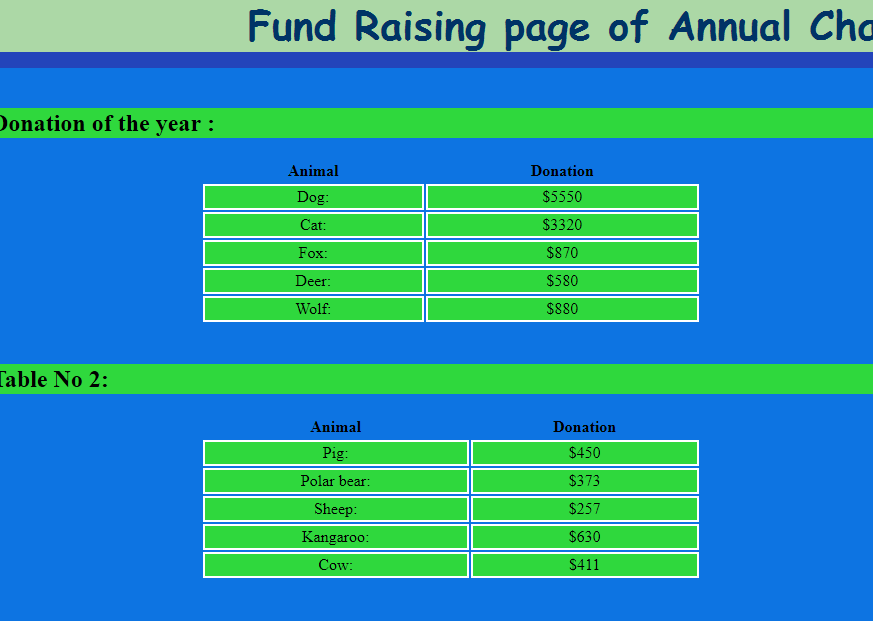 Fund Raising page of Annual
Donation of the year :
Animal Donation
Dog: $5550
Cat: $3320
Fox: $870
Deer: $580
Wolf: $880
Table No 2:
Animal Donation
Pig: $450
Polar bear: $373
Sheep: $257
Kangaroo: $630
Cow: $411